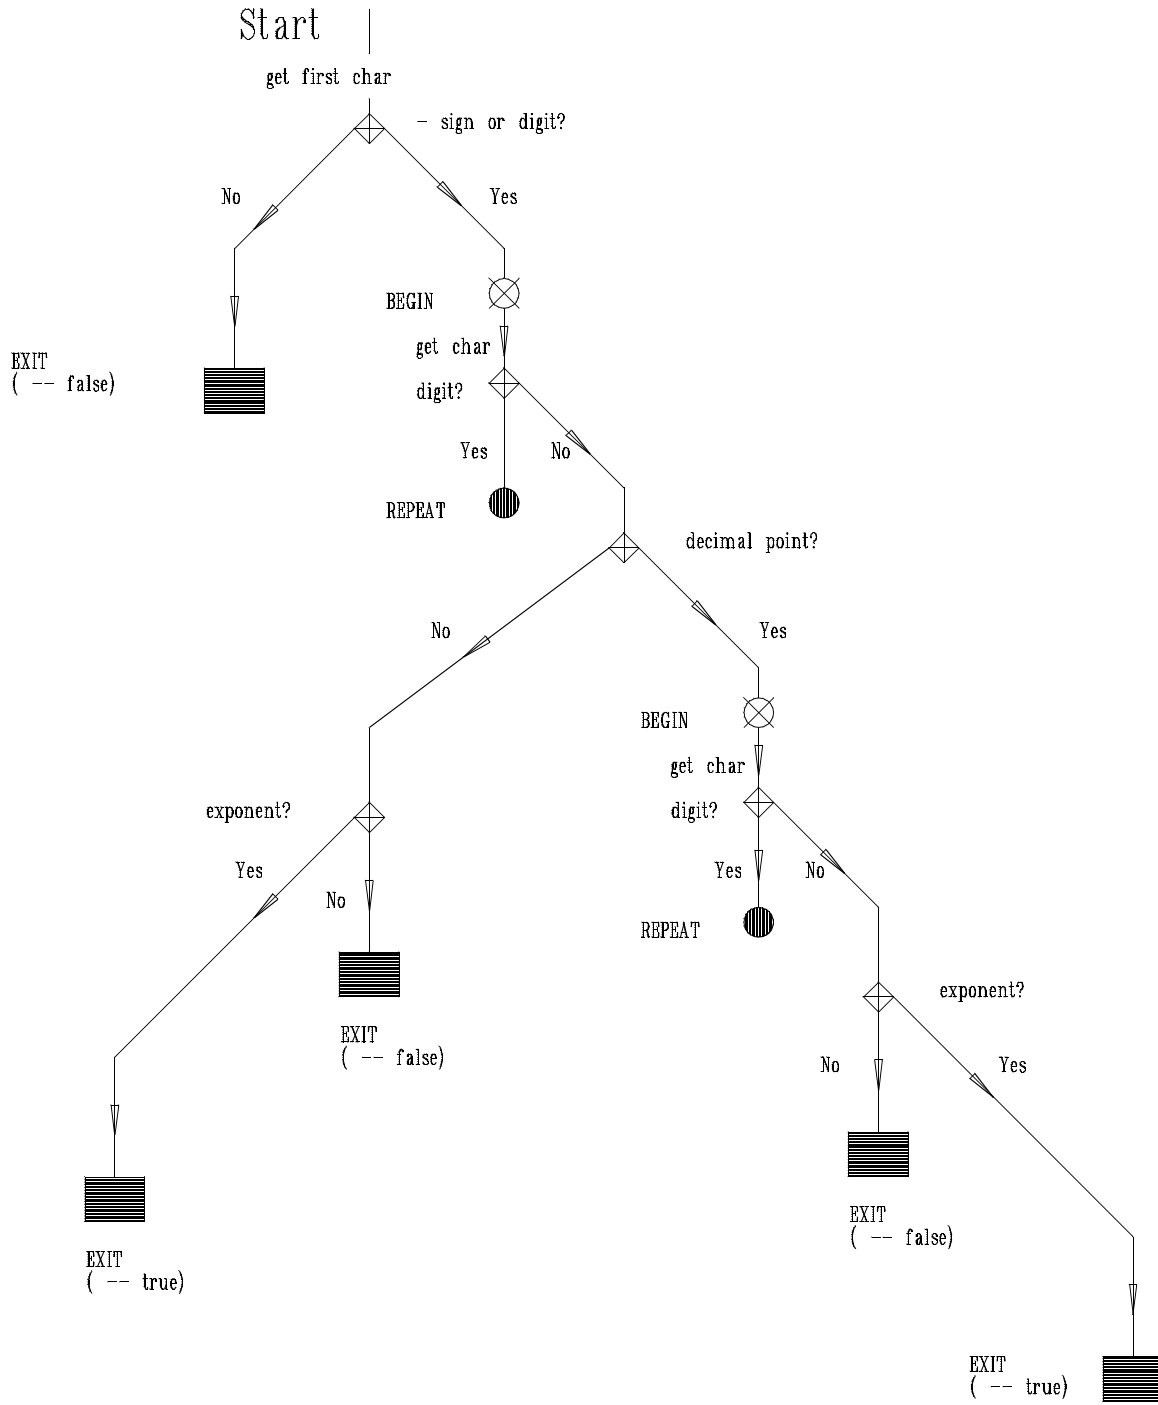 Start
get first char
- sign or digit?
No
Yes
BEGIN
get char
EXIT
( -- false)
digit?
Yes
No
REPEAT
decimal point?
No
Yes
BEGIN
get char
exponent?
digit?
Yes
No
Yes
No
REPEAT
exponent?
EXIT
( -- false)
No
Yes
EXIT
( -- false)
EXIT
( -- true)
EXIT
( -- true)